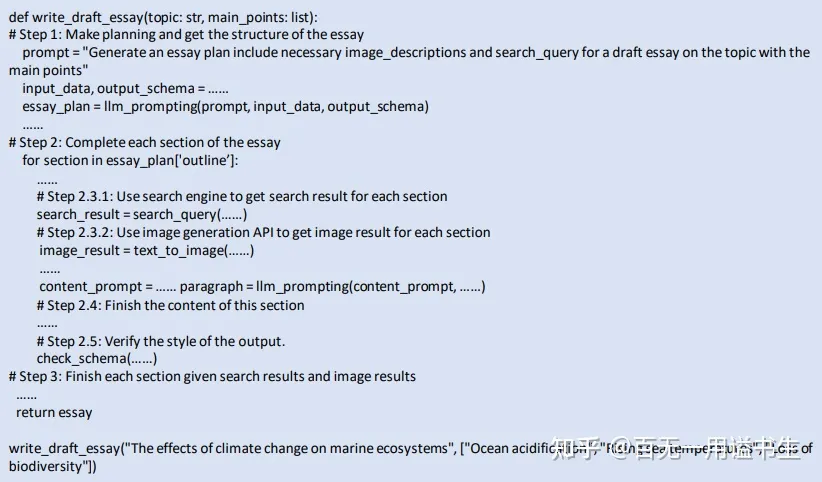 def write_draft_essay(topic: str, main_points: list):
# Step 1: Make planning and get the structure of the essay
prompt = "Generate an essay plan include necessary image_descriptions and search_query for a draft essay on the topic with the
main points"
input_data, output_schema = ……
essay_plan = llm_prompting(prompt, input_data, output_schema)
……
# Step 2: Complete each section of the essay
for section in essay_plan['outline’]:
……
# Step 2.3.1: Use search engine to get search result for each section
search_result = search_query(……)
# Step 2.3.2: Use image generation API to get image result for each section
image_result = text_to_image(……)
……
content_prompt = …… paragraph = llm_prompting(content_prompt, ……)
# Step 2.4: Finish the content of this section
……
# Step 2.5: Verify the style of the output.
check_schema(……)
# Step 3: Finish each section given search results and image results
……
return essay
write_draft_essay("The effects of climate change on marine ecosystems", ["Ocean acidification", "Rising sea temperatures", "Loss of
biodiversity"])
知乎 @百无一用溢书生